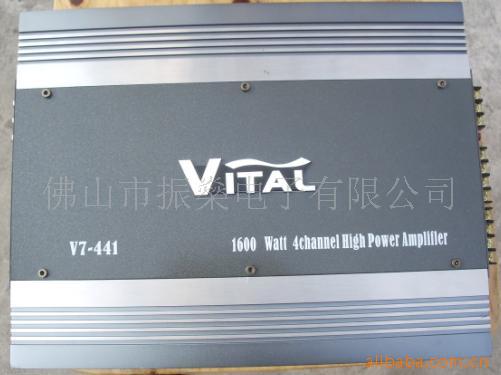 VITAL
佛山市振燊电子有限公司
V7-441
1600 Watt 4channel High Power Amplifier
alibaba.com.cn